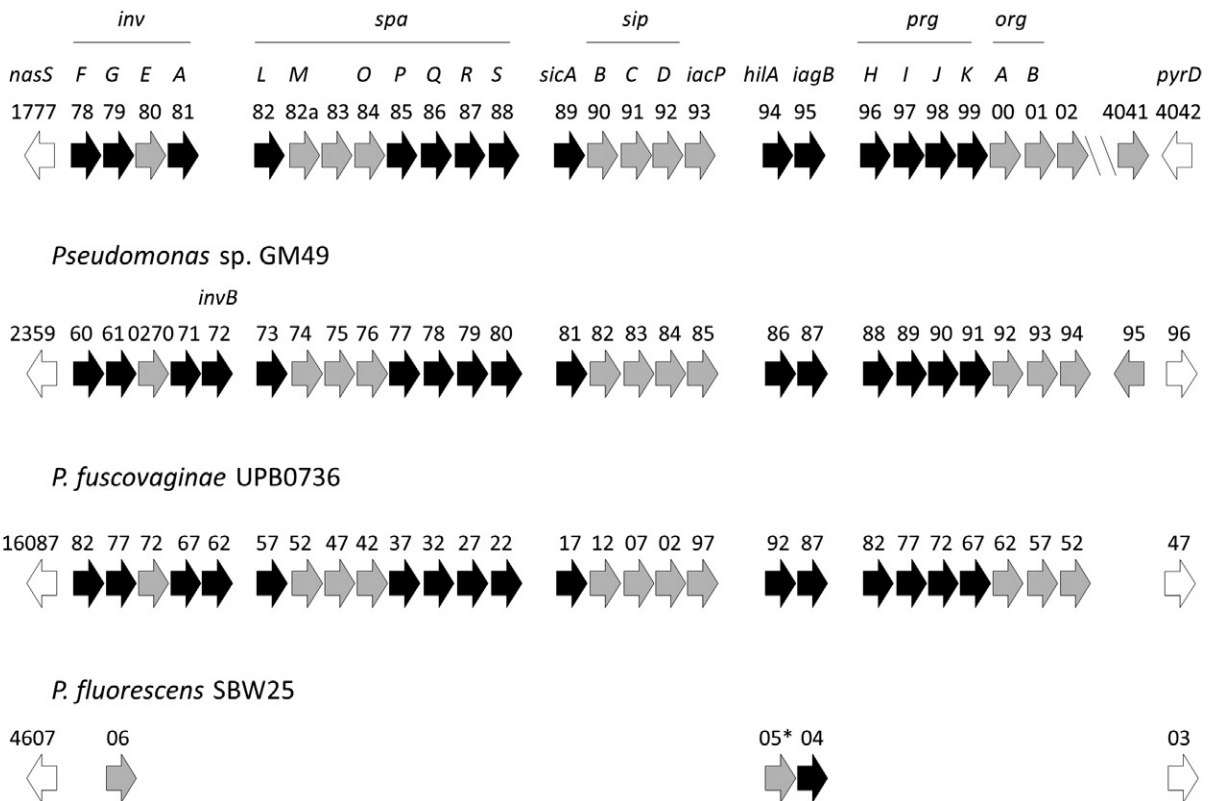 inv spa sip prg org
nasS F G E A L M O P Q R S sicA B C D iacP hilA iagB H I J K A B pyrD
1777 78 79 80 81 82 82a 83 84 85 86 87 88 89 90 91 92 93 94 95 96 97 98 99 00 01 02 4041 4042
Pseudomonas sp. GM49
invB
2359 60 61 0270 71 72 73 74 75 76 77 78 79 80 81 82 83 84 85 86 87 88 89 90 91 92 93 94 95 96
P. fuscovaginae UPB0736
16087 82 77 72 67 62 57 52 47 42 37 32 27 22 17 12 07 02 97 92 87 82 77 72 67 62 57 52 47
P. fluorescens SBW25
4607 06 05* 04 03